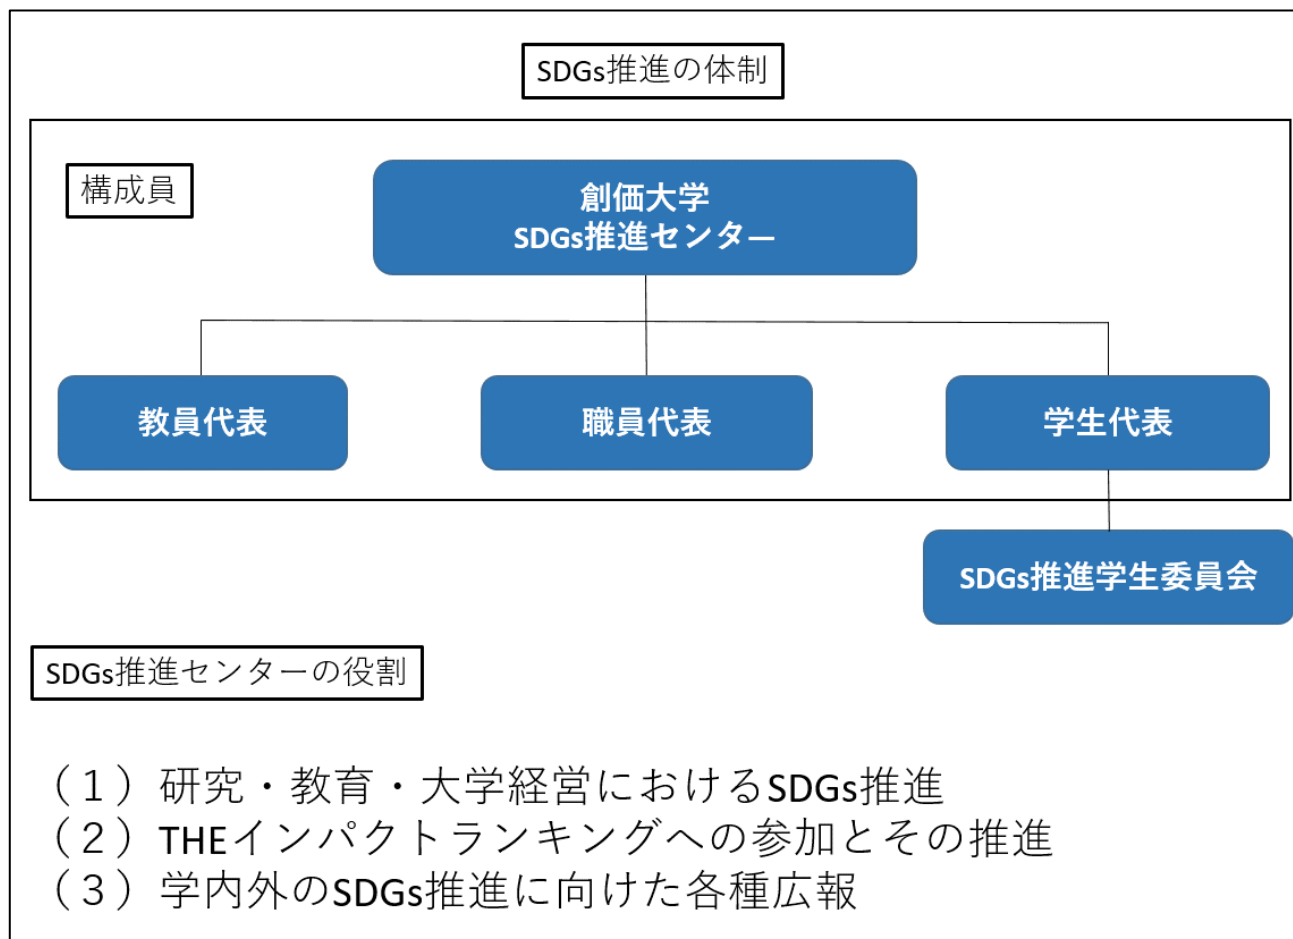 SDGs推進の体制
構成員
創価大学
SDGs推進センター
教員代表
職員代表
学生代表
SDGs推進学生委員会
SDGs推進センターの役割
（１）研究・教育・大学経営におけるSDGs推進
（２）THEインパクトランキングへの参加とその推進
（３）学内外のSDGs推進に向けた各種広報